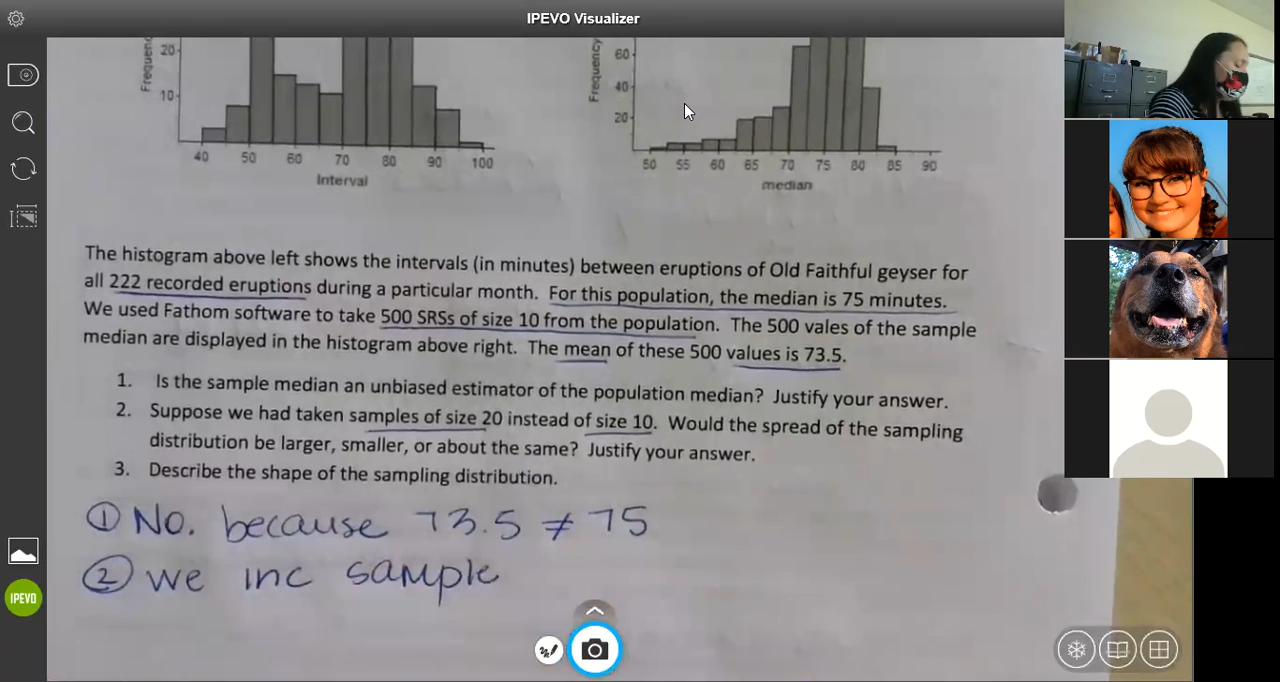 IPEVO Visualizer
Frequenc
20
10
40 50 60 70 80 90 100
Interval
Frequency
60
40
20
50 55 60 65 70 75 80 85 90
median
The histogram above left shows the intervals (in minutes) between eruptions of Old Faithful geyser for
all 222 recorded eruptions during a particular month. For this population, the median is 75 minutes.
We used Fathom software to take 500 SRSs of size 10 from the population. The 500 vales of the sample
median are displayed in the histogram above right. The mean of these 500 values is 73.5.
1. Is the sample median an unbiased estimator of the population median? Justify your answer.
2. Suppose we had taken samples of size 20 instead of size 10. Would the spread of the sampling
distribution be larger, smaller, or about the same? Justify your answer.
3. Describe the shape of the sampling distribution.
① No. because 73.5 ≠ 75
② we inc sample
IPEVO